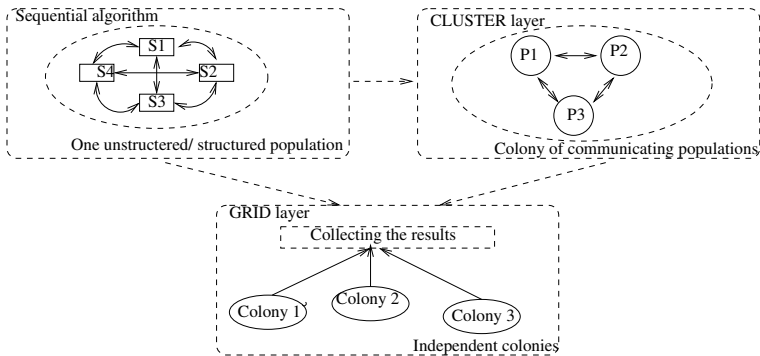 Sequential algorithm
S1
S4
S2
S3
One unstructered/ structured population
CLUSTER layer
P1
P2
P3
Colony of communicating populations
GRID layer
Collecting the results
Colony 1
Colony 2
Colony 3
Independent colonies